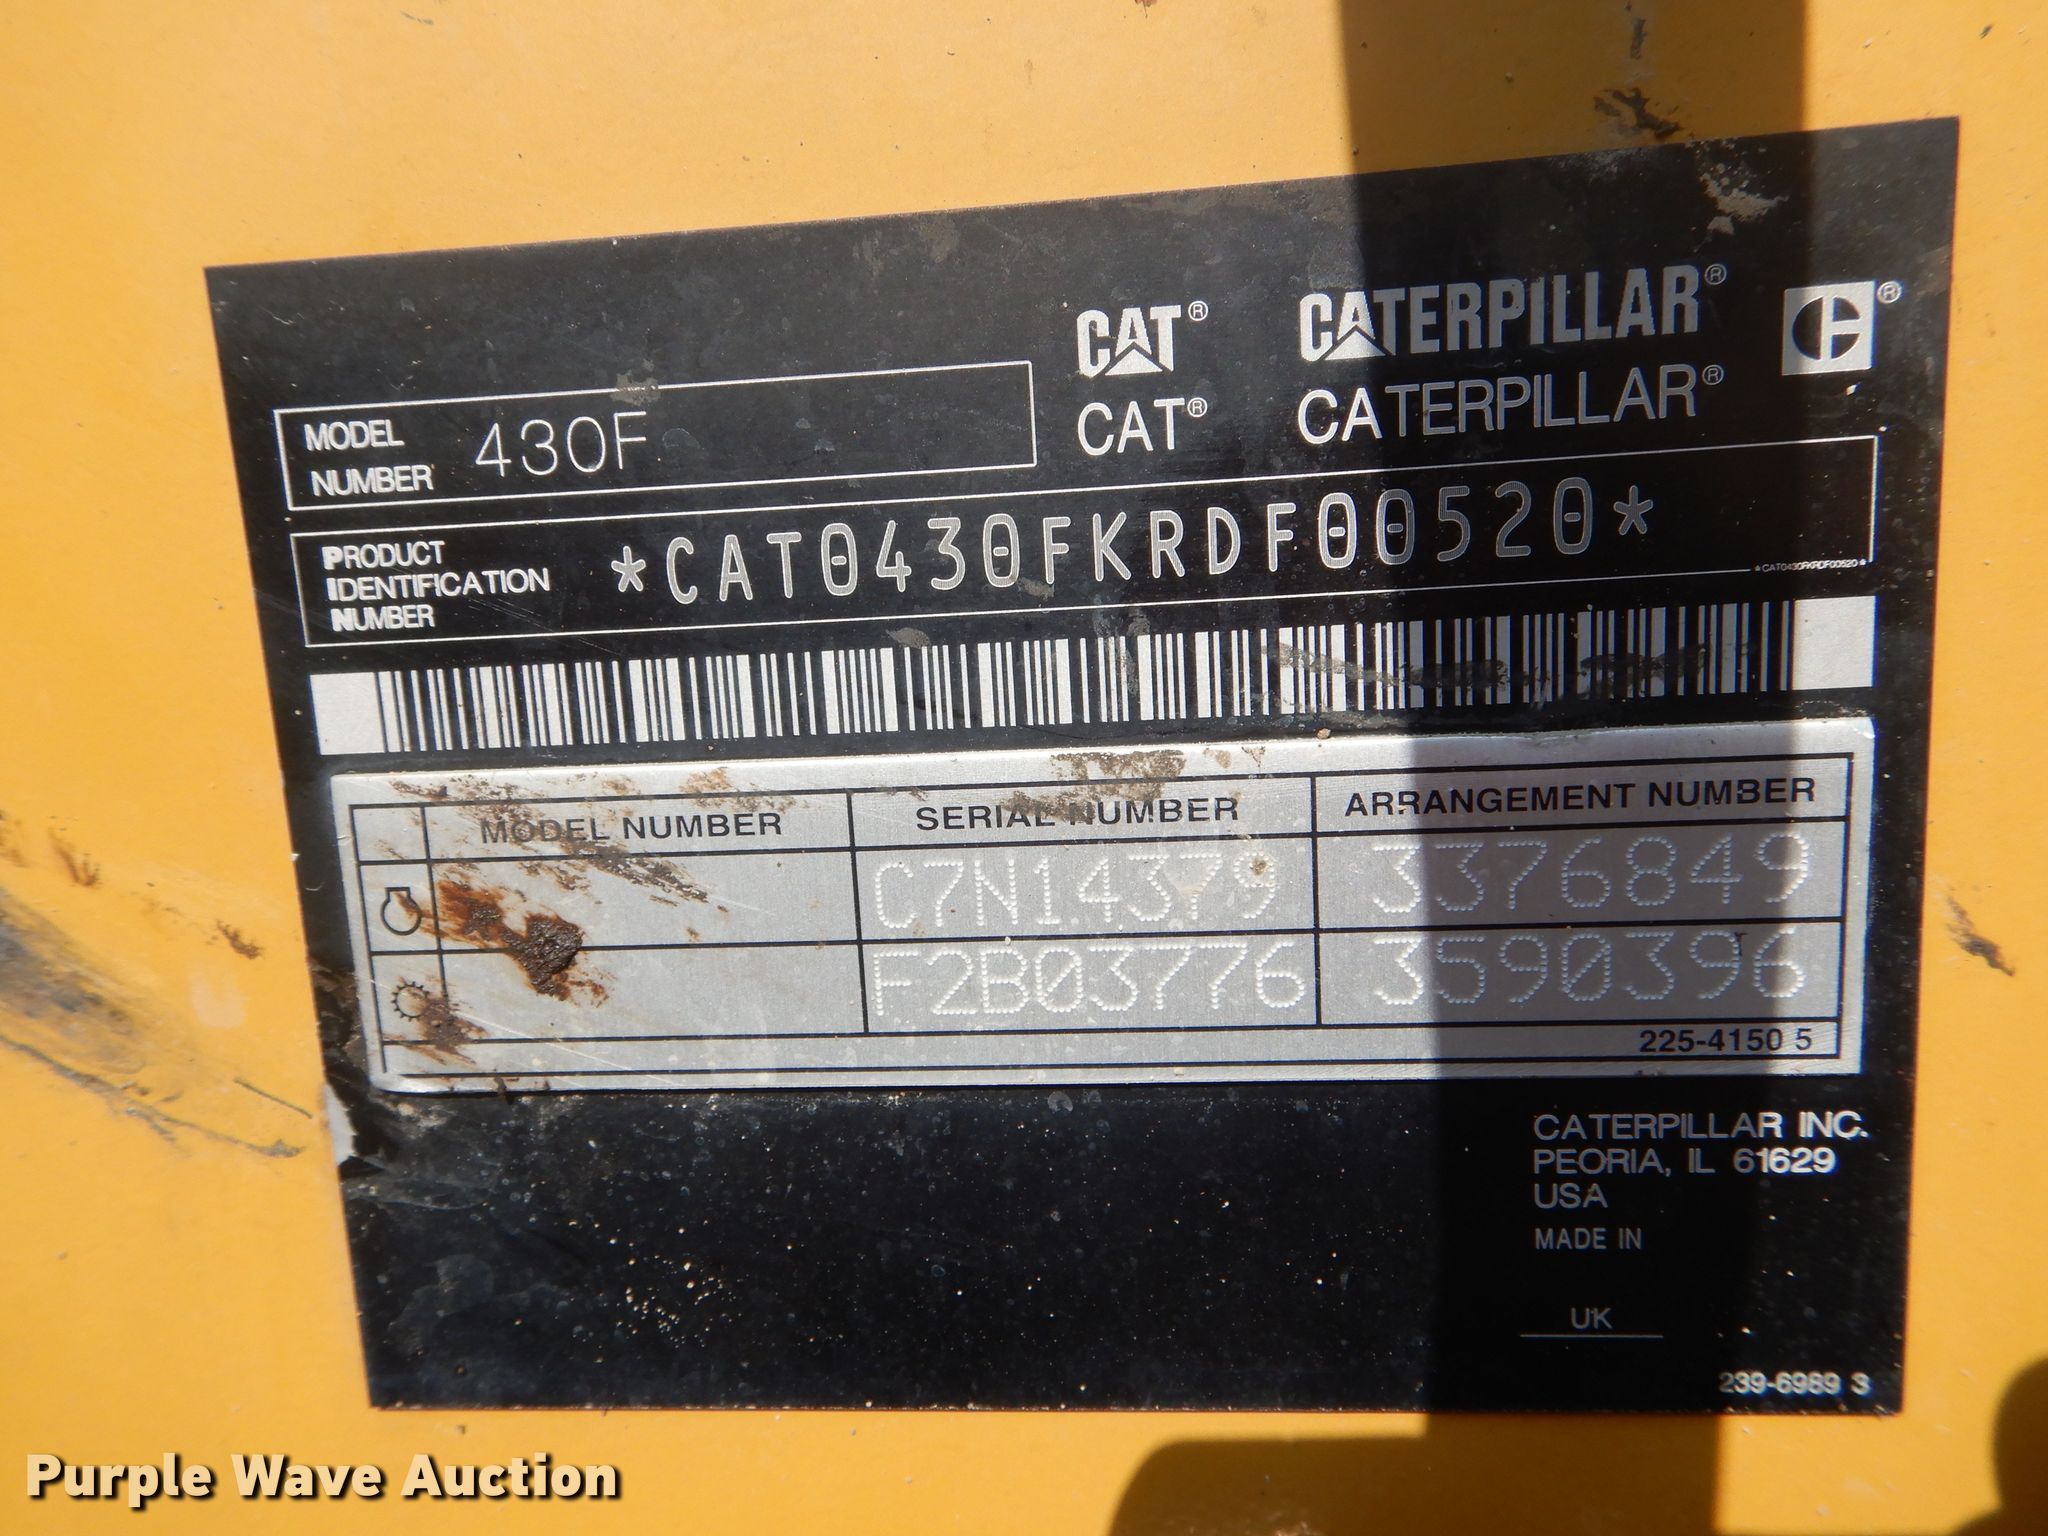 CAT® CATERPILLAR® ®
CAT® CATERPILLAR®
MODEL NUMBER 430F
PRODUCT IDENTIFICATION NUMBER *CAT0430FKRDF00520*
*CAT0430FKRDF00520*
MODEL NUMBER SERIAL NUMBER ARRANGEMENT NUMBER
C7N14379 3376849
F2B03776 3590396
225-4150 5
CATERPILLAR INC.
PEORIA, IL 61629
USA
MADE IN
UK
239-6989 3
Purple Wave Auction